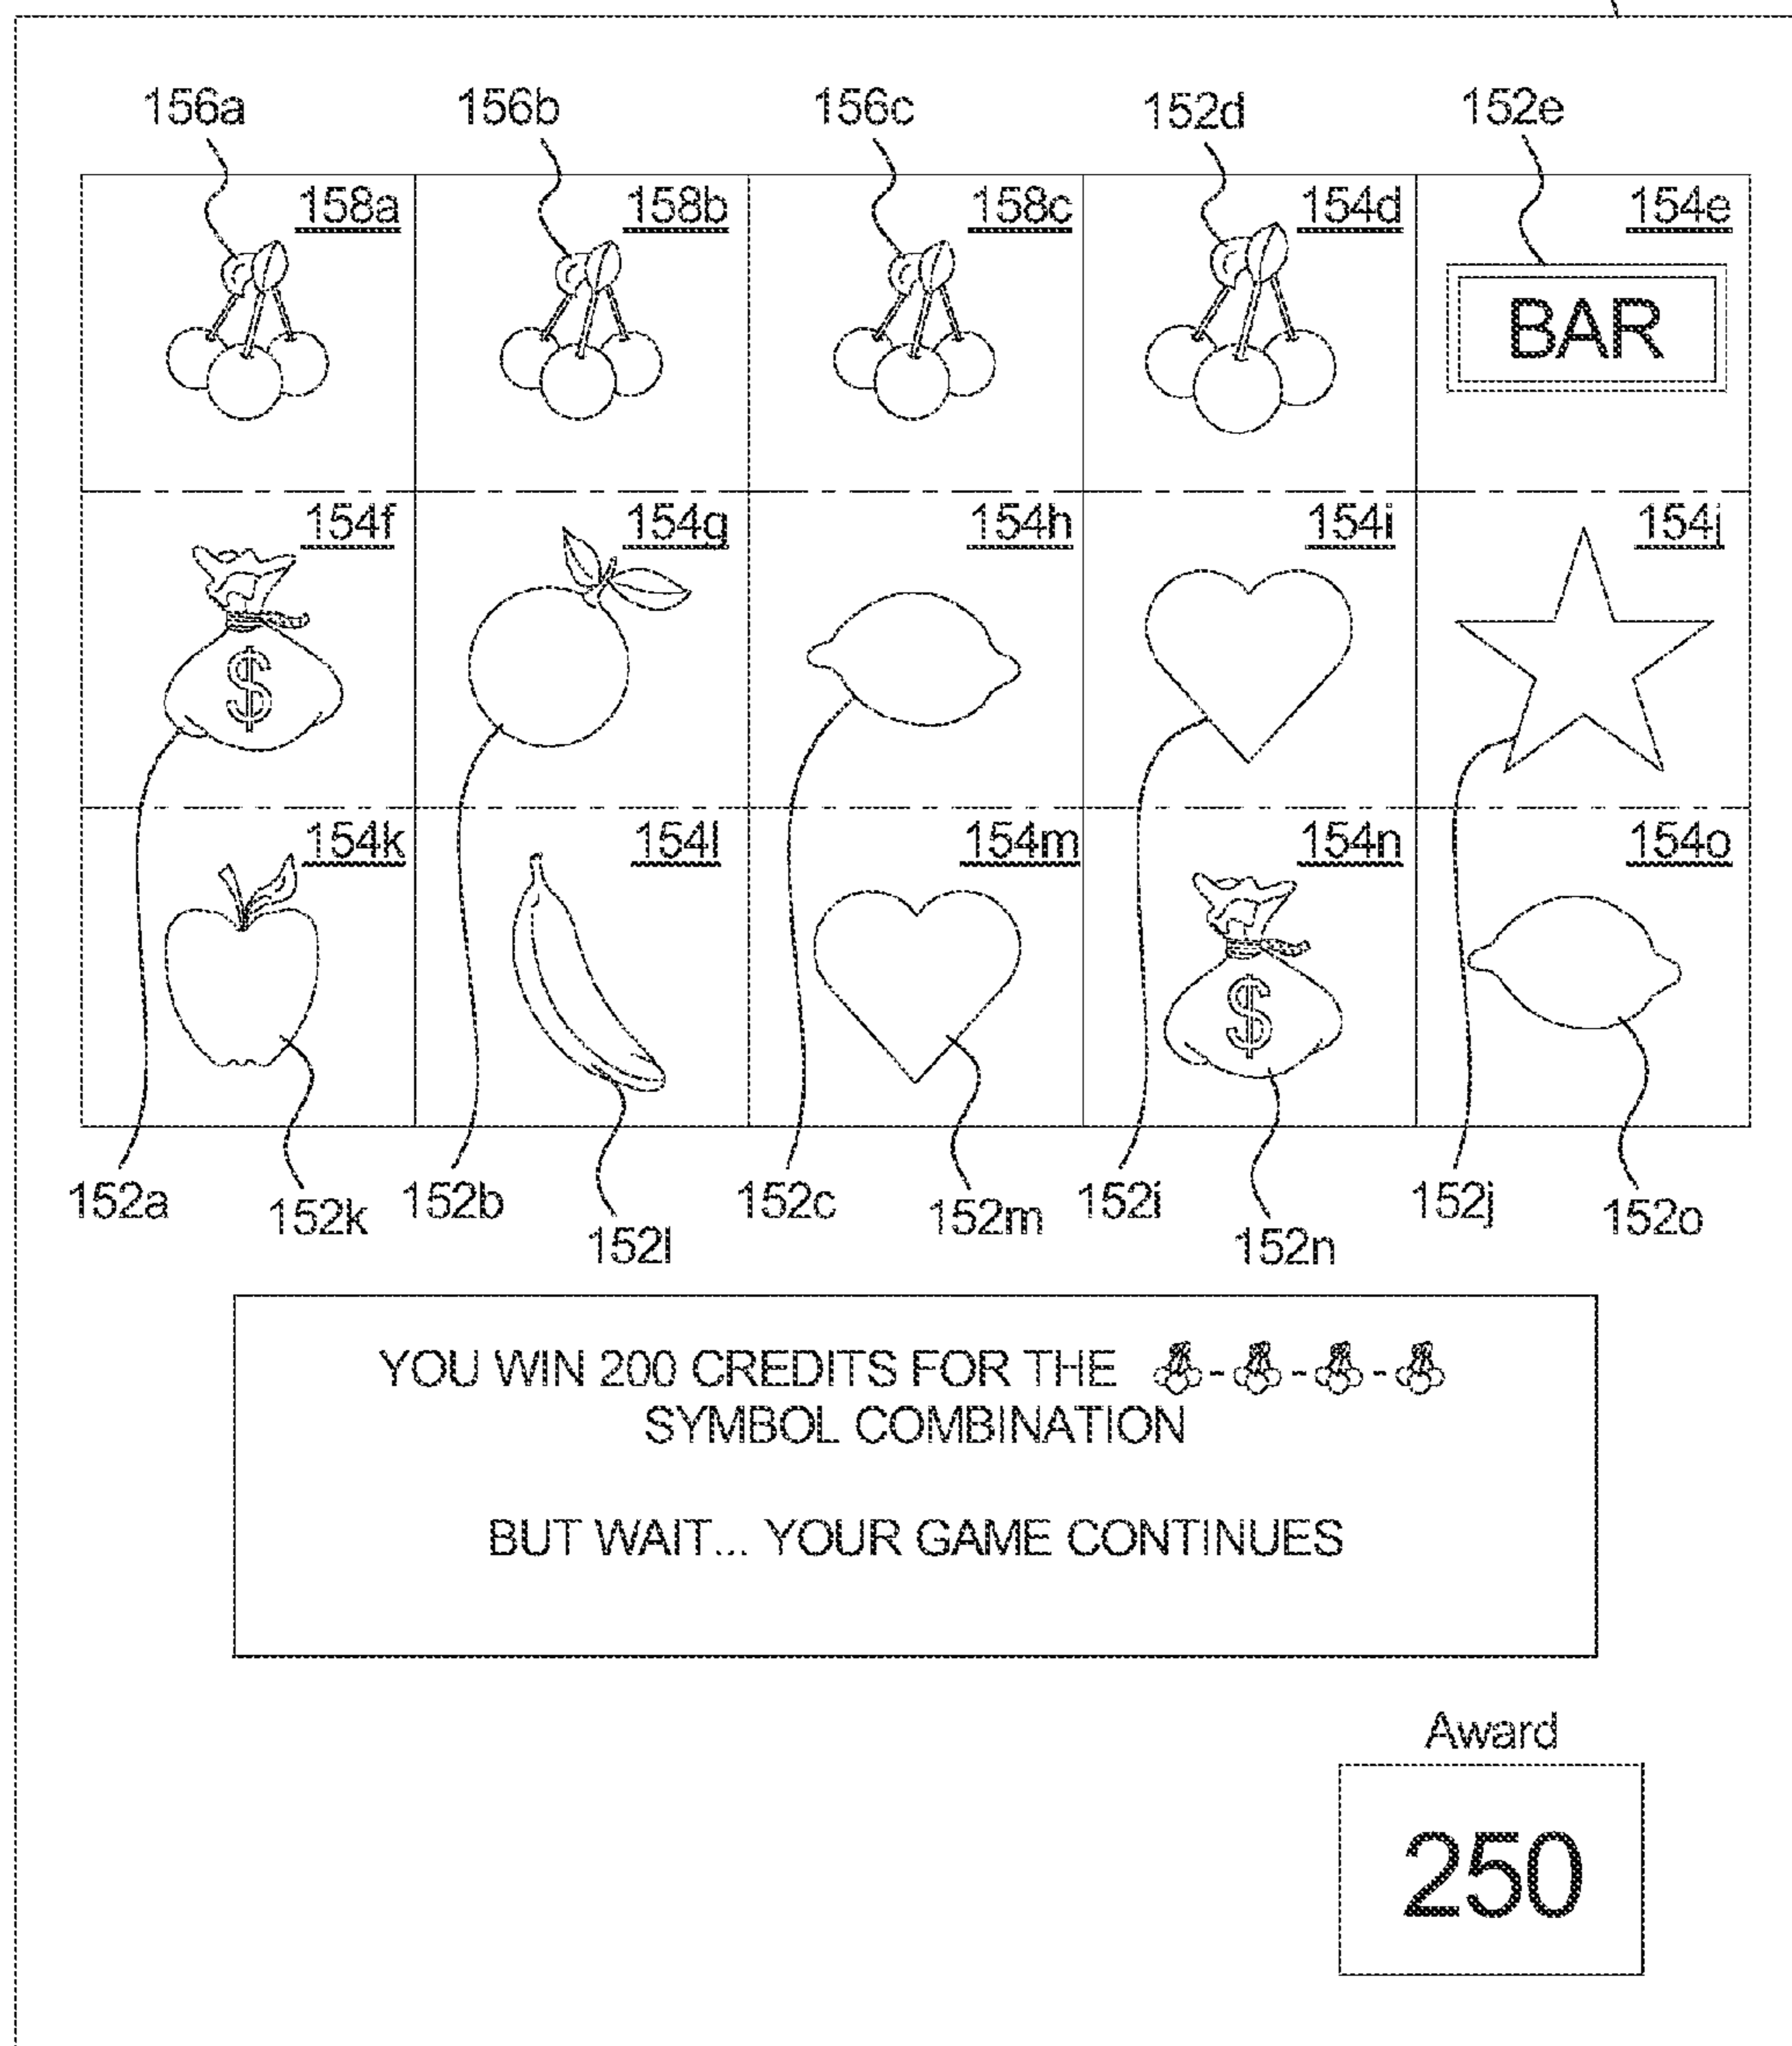 156a 156b 156c 152d 152e
158a 158b 158c 154d 154e
BAR
154f 154g 154h 154i 154j
$
154k 154l 154m 154n 154o
$
152a 152k 152b 152l 152c 152m 152i 152n 152j 152o
YOU WIN 200 CREDITS FOR THE - - -
SYMBOL COMBINATION
BUT WAIT... YOUR GAME CONTINUES
Award
250